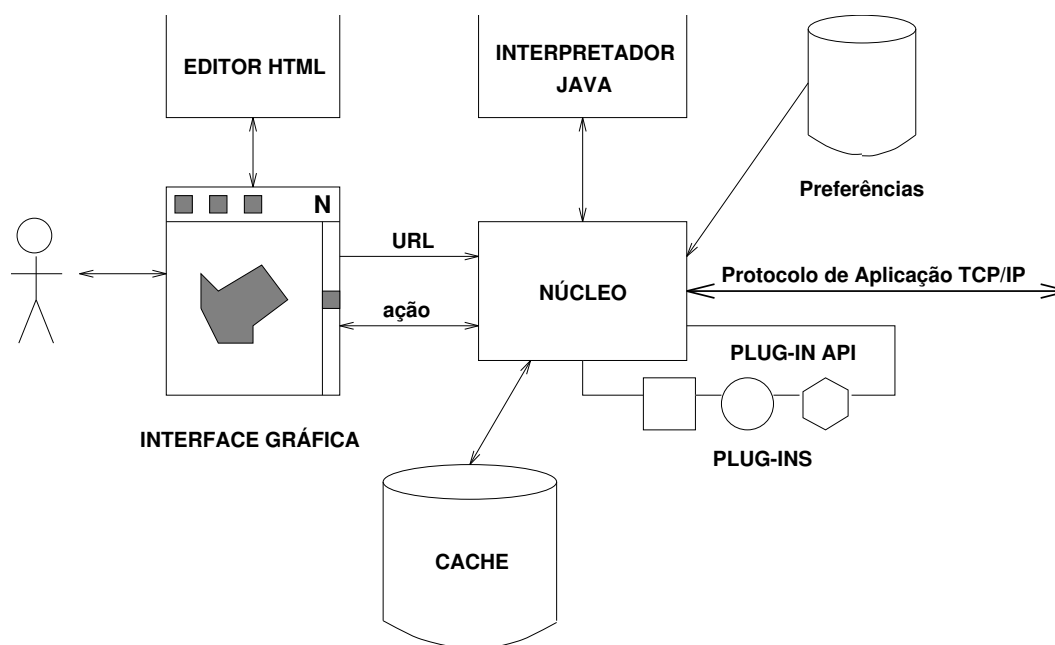 EDITOR HTML
INTERPRETADOR
JAVA
Preferências
N
URL
NÚCLEO
Protocolo de Aplicação TCP/IP
ação
PLUG-IN API
INTERFACE GRÁFICA
PLUG-INS
CACHE